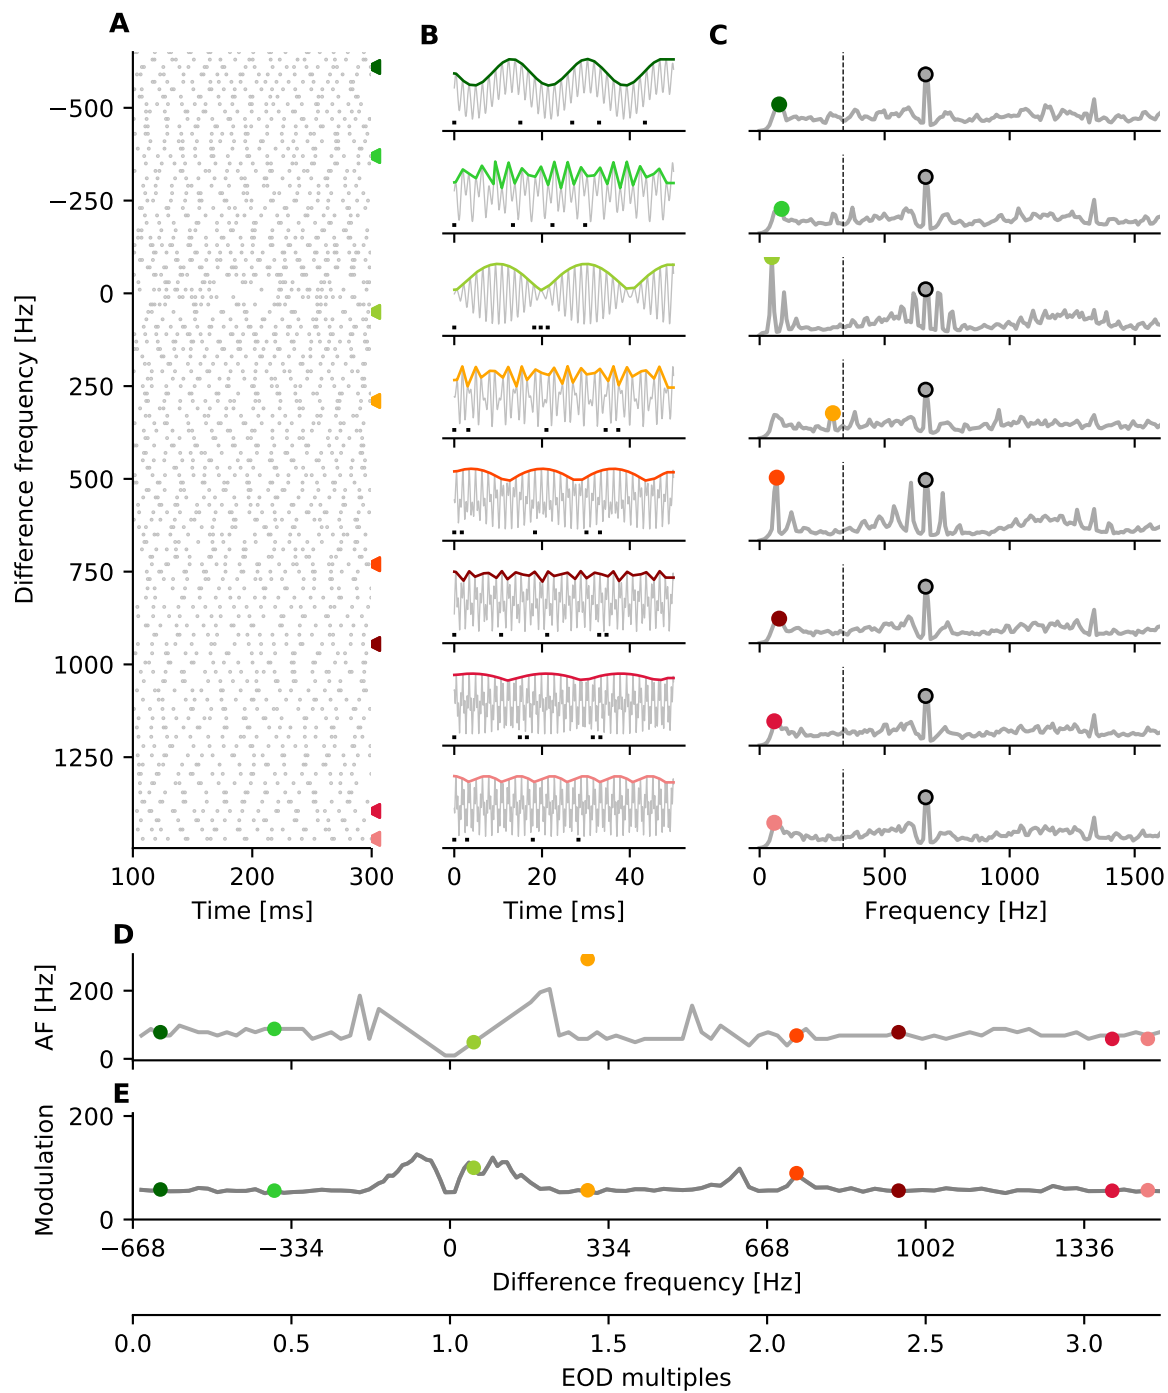 A
B
C
Difference frequency [Hz]
−500
−250
0
250
500
750
1000
1250
100 200 300
0 20 40
0 500 1000 1500
Time [ms]
Time [ms]
Frequency [Hz]
D
AF [Hz]
200
0
E
Modulation
200
0
−668 −334 0 334 668 1002 1336
Difference frequency [Hz]
0.0 0.5 1.0 1.5 2.0 2.5 3.0
EOD multiples